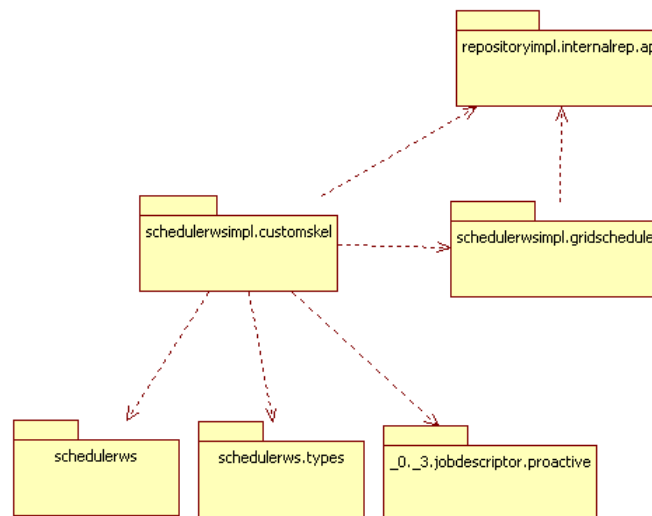 repositoryimpl.internalrep.ap
schedulerwsimpl.customskel
schedulerwsimpl.gridschedule
schedulerws
schedulerws.types
_0._3.jobdescriptor.proactive